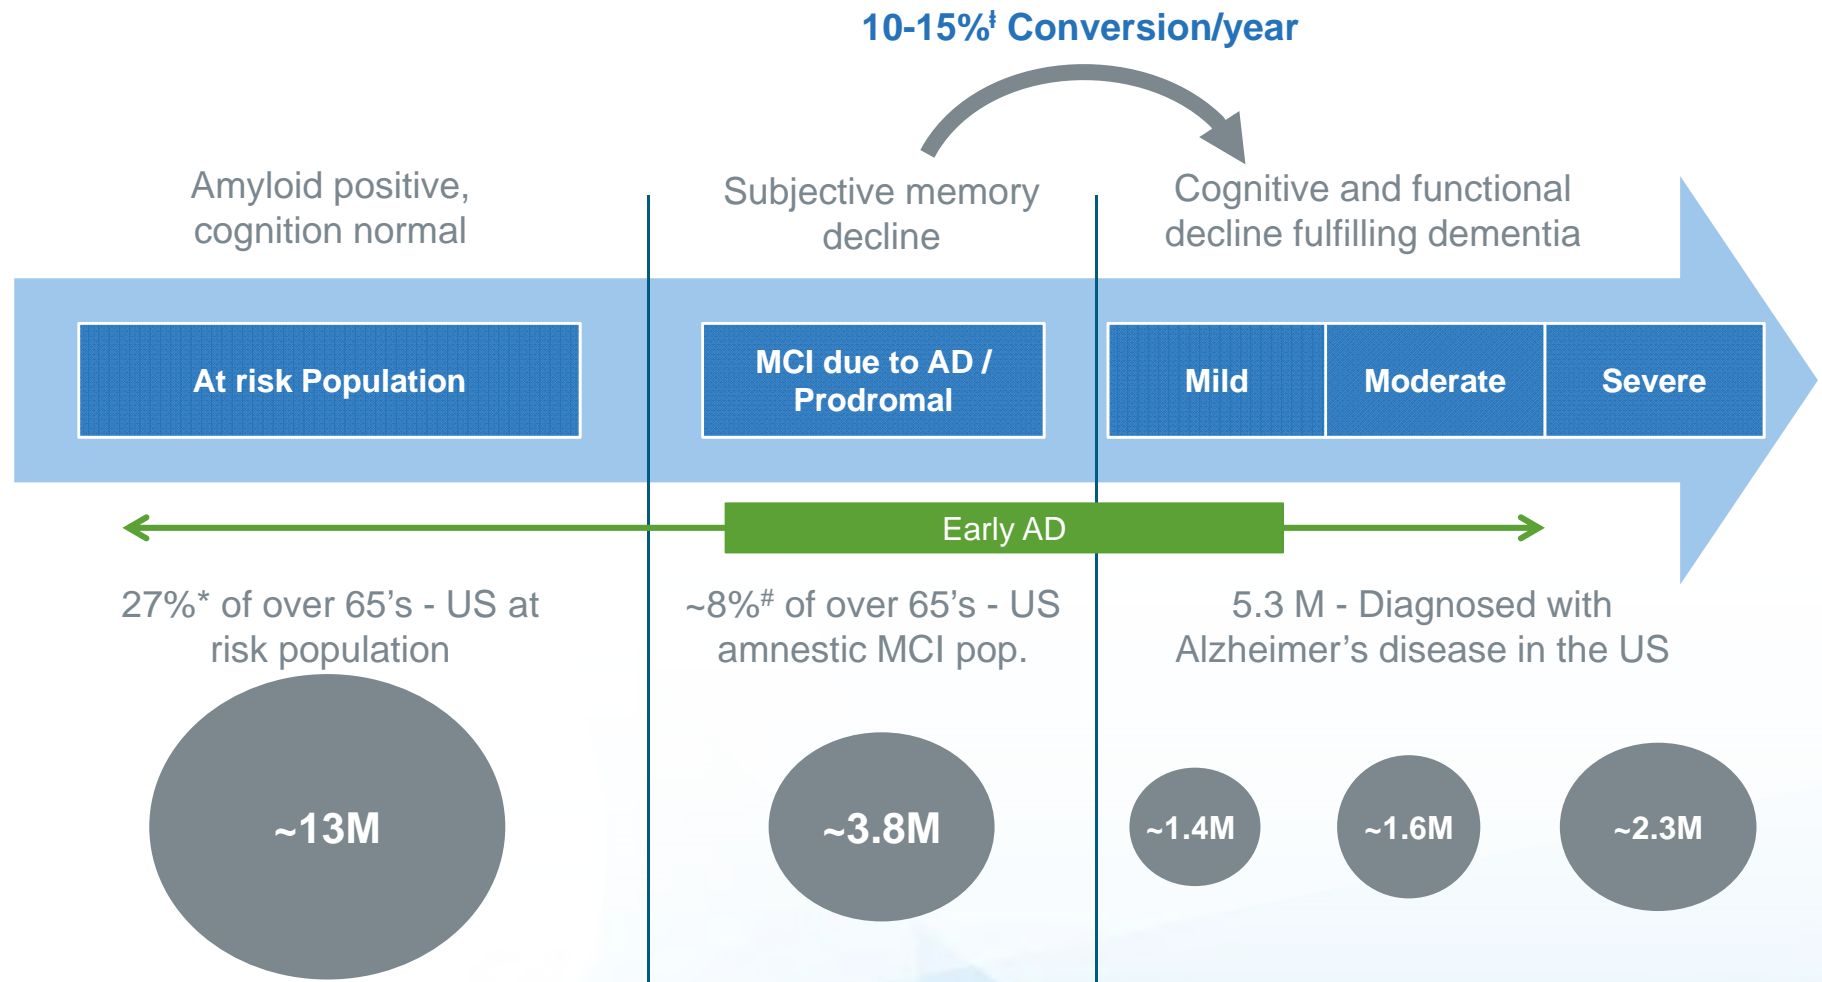 10-15%ǂ Conversion/year
Amyloid positive,
cognition normal
Subjective memory
decline
Cognitive and functional
decline fulfilling dementia
At risk Population
MCI due to AD /
Prodromal
Mild
Moderate
Severe
Early AD
27%* of over 65's - US at
risk population
~8%# of over 65's - US
amnestic MCI pop.
5.3 M - Diagnosed with
Alzheimer's disease in the US
~13M
~3.8M
~1.4M
~1.6M
~2.3M